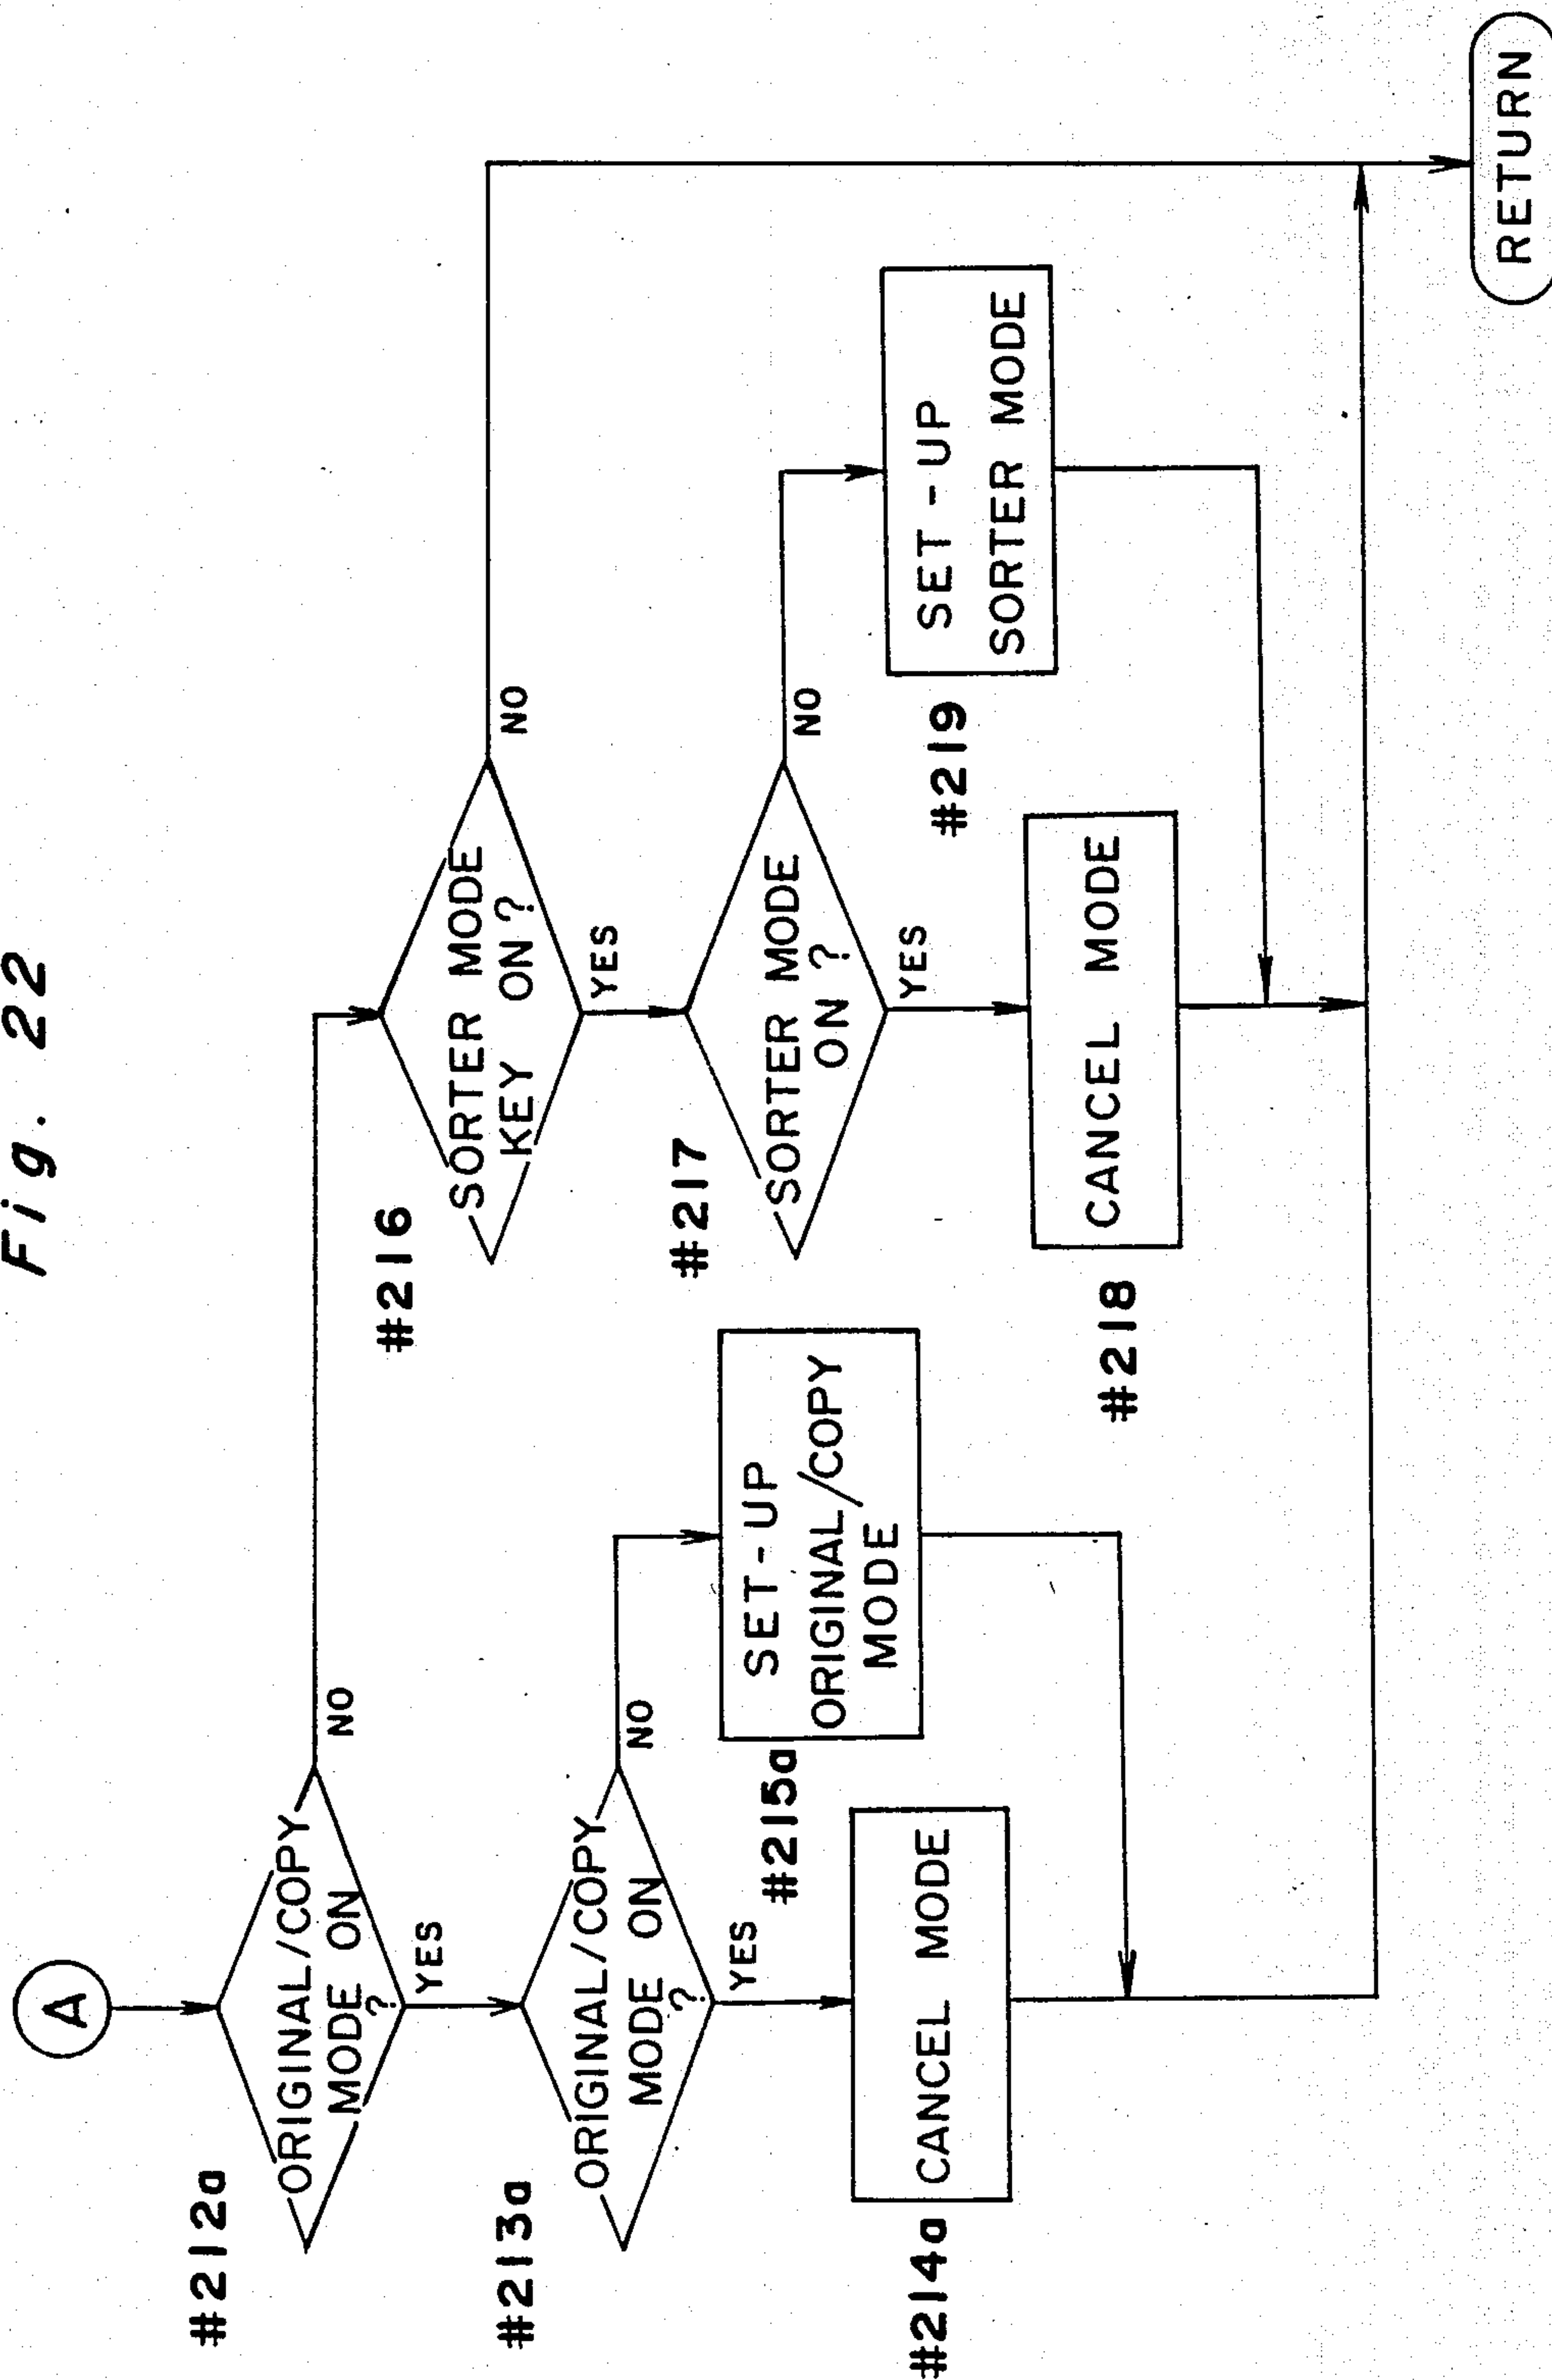 Fig. 22
A
#212a
ORIGINAL/COPY
MODE ON
?
NO
YES
#213a
ORIGINAL/COPY
MODE ON
?
NO
YES
#214a
CANCEL MODE
#215a
SET-UP
ORIGINAL/COPY
MODE
#216
SORTER MODE
KEY ON?
NO
YES
#217
SORTER MODE
ON ?
NO
YES
#218
CANCEL MODE
#219
SET-UP
SORTER MODE
RETURN